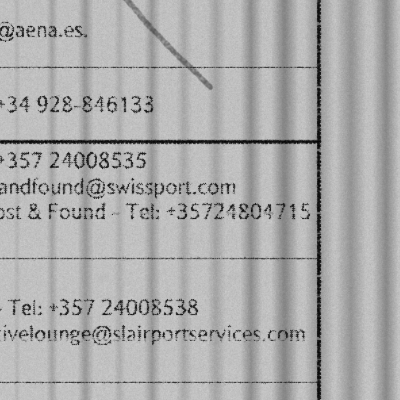 @aena.es.
+34 928-846133
+357 24008535
andfound@swissport.com
ost & Found - Tel: +35724804715
- Tel: +357 24008538
tivelounge@slairportservices.com